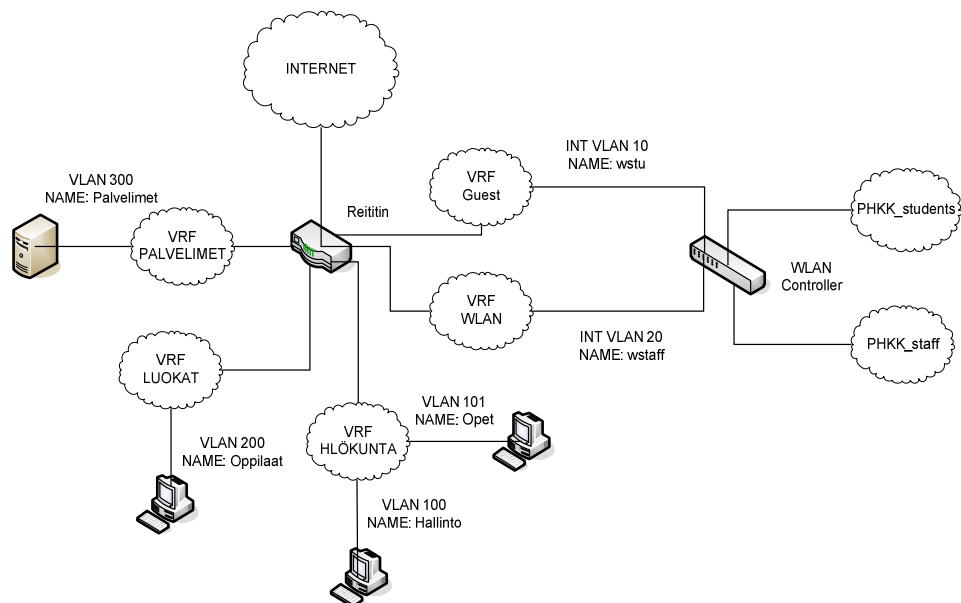 INTERNET
INT VLAN 10
NAME: wstu
VRF
Guest
VLAN 300
NAME: Palvelimet
Reititin
PHKK_students
VRF
PALVELIMET
WLAN
Controller
VRF
WLAN
INT VLAN 20
NAME: wstaff
PHKK_staff
VRF
LUOKAT
VLAN 101
NAME: Opet
VRF
HLÖKUNTA
VLAN 200
NAME: Oppilaat
VLAN 100
NAME: Hallinto